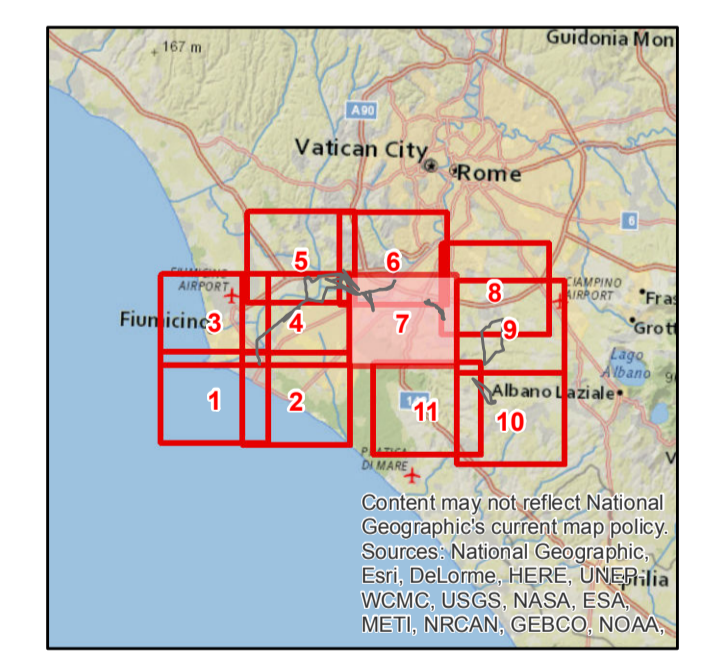 Guidonia Mon
167 m
A90
Vatican City
Rome
6
5
6
FIUMICINO
AIRPORT
8
CIAMPINO
AIRPORT
Fras
Fiumicino
3
4
7
9
Grott
Lago
Albano
1
2
11
Albano Laziale
10
PRATICA
DI MARE
Content may not reflect National
Geographic's current map policy.
Sources: National Geographic,
Esri, DeLorme, HERE, UNEP-
WCMC, USGS, NASA, ESA,
METI, NRCAN, GEBCO, NOAA,